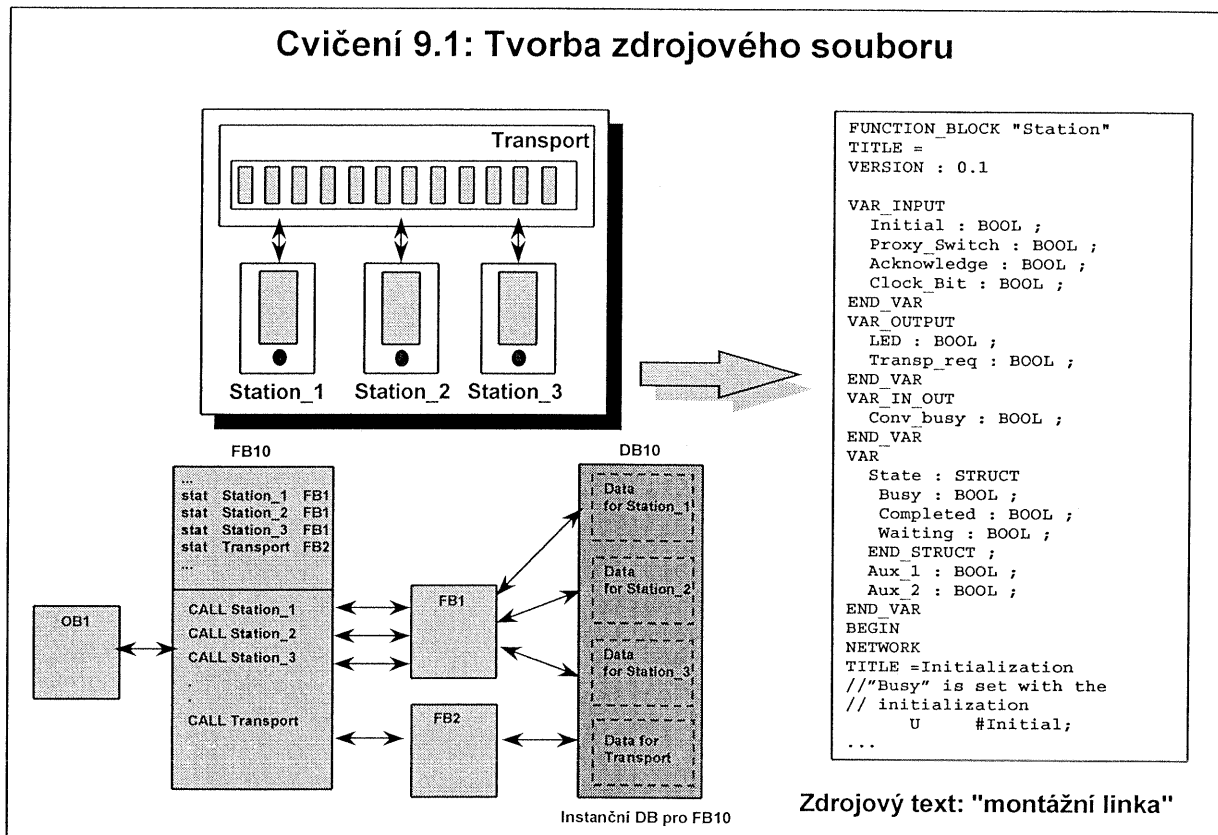 Cvičení 9.1: Tvorba zdrojového souboru
Transport
Station_1 Station_2 Station_3
FB10
...
stat Station_1 FB1
stat Station_2 FB1
stat Station_3 FB1
stat Transport FB2
...
CALL Station_1
CALL Station_2
CALL Station_3
.
.
CALL Transport
OB1
FB1
FB2
DB10
Data
for Station_1
Data
for Station_2
Data
for Station_3
Data for
Transport
Instanční DB pro FB10
FUNCTION_BLOCK "Station"
TITLE =
VERSION : 0.1
VAR_INPUT
Initial : BOOL ;
Proxy_Switch : BOOL ;
Acknowledge : BOOL ;
Clock_Bit : BOOL ;
END_VAR
VAR_OUTPUT
LED : BOOL ;
Transp_req : BOOL ;
END_VAR
VAR_IN_OUT
Conv_busy : BOOL ;
END_VAR
VAR
State : STRUCT
Busy : BOOL ;
Completed : BOOL ;
Waiting : BOOL ;
END_STRUCT ;
Aux_1 : BOOL ;
Aux_2 : BOOL ;
END_VAR
BEGIN
NETWORK
TITLE =Initialization
//"Busy" is set with the
// initialization
U #Initial;
...
Zdrojový text: "montážní linka"